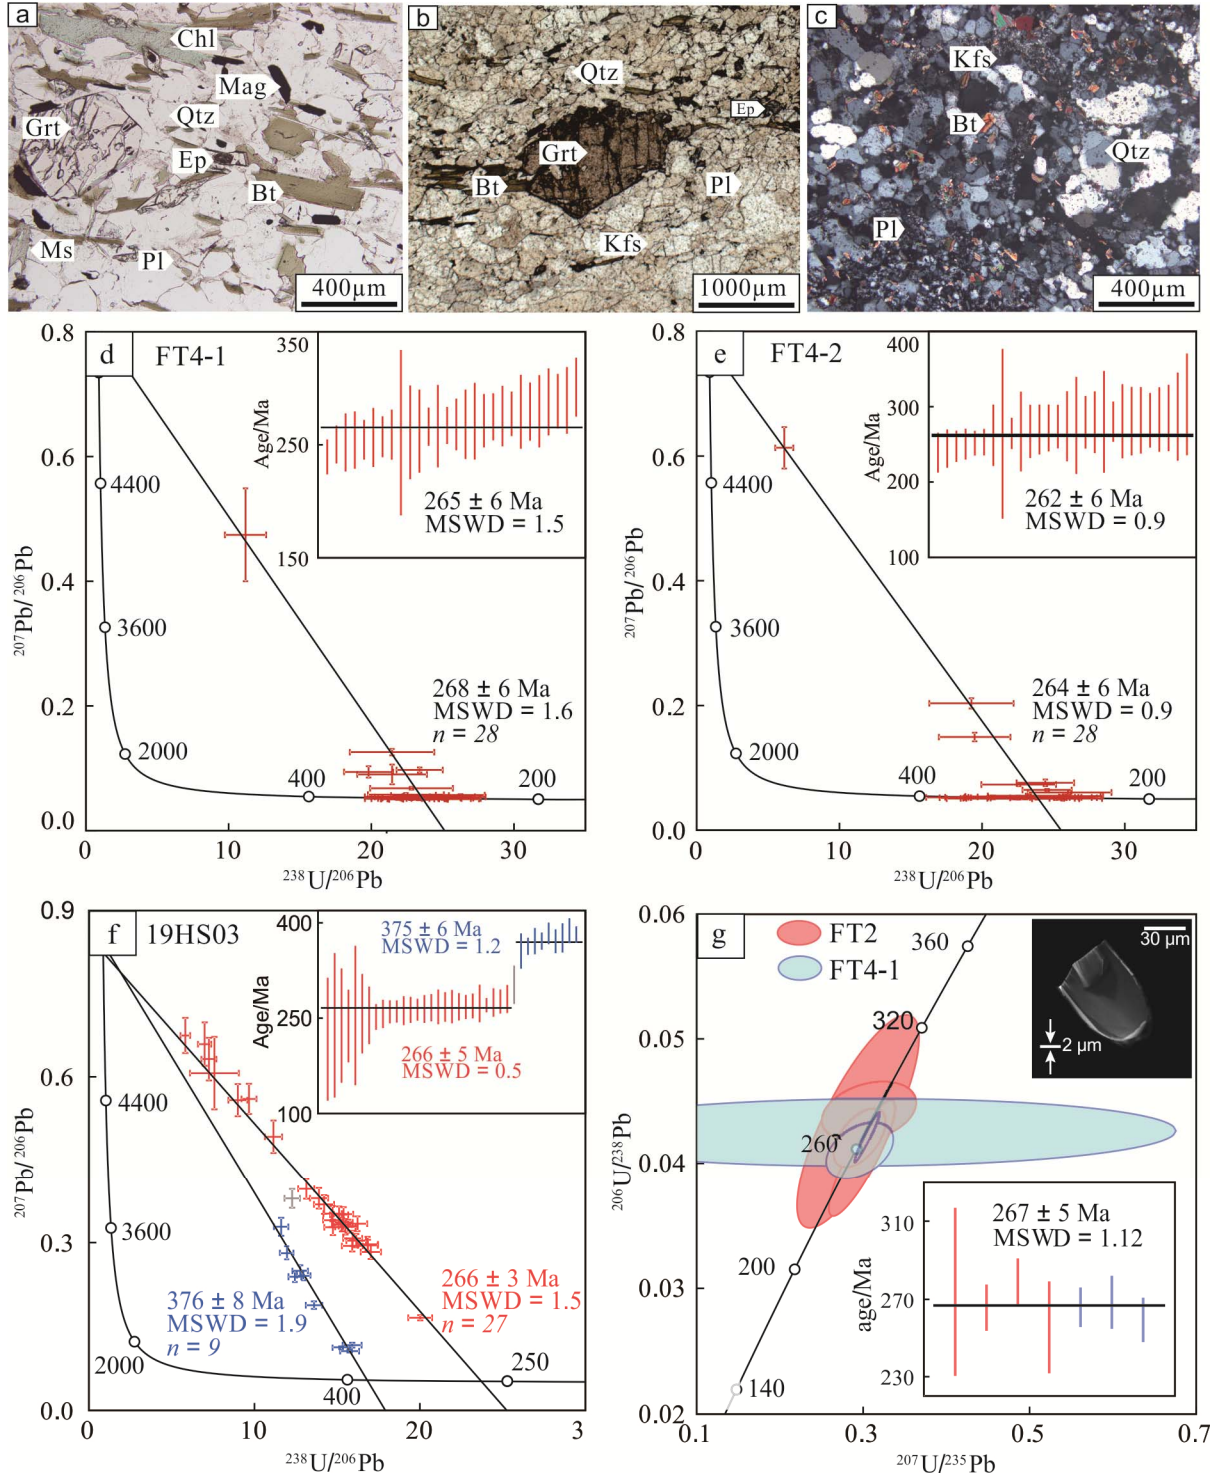 a
Chl
Mag
Qtz
Grt
Ep
Bt
Ms
Pl
400µm
b
Qtz
Ep
Grt
Bt
Pl
Kfs
1000µm
c
Kfs
Bt
Qtz
Pl
400µm
d
FT4-1
0.8
0.6
0.4
0.2
0.0
207Pb/206Pb
4400
3600
2000
400
200
350
250
150
Age/Ma
265 ± 6 Ma
MSWD = 1.5
268 ± 6 Ma
MSWD = 1.6
n = 28
0
10
20
30
238U/206Pb
e
FT4-2
0.8
0.6
0.4
0.2
0.0
207Pb/206Pb
4400
3600
2000
400
200
400
300
200
100
Age/Ma
262 ± 6 Ma
MSWD = 0.9
264 ± 6 Ma
MSWD = 0.9
n = 28
0
10
20
30
238U/206Pb
f
19HS03
0.9
0.6
0.3
0.0
207Pb/206Pb
4400
3600
2000
400
250
400
250
100
Age/Ma
375 ± 6 Ma
MSWD = 1.2
266 ± 5 Ma
MSWD = 0.5
376 ± 8 Ma
MSWD = 1.9
n = 9
266 ± 3 Ma
MSWD = 1.5
n = 27
0
10
20
3
238U/206Pb
g
FT2
FT4-1
30 µm
2 µm
0.06
0.05
0.04
0.03
0.02
206U/238Pb
360
320
260
200
140
310
270
230
age/Ma
267 ± 5 Ma
MSWD = 1.12
0.1
0.3
0.5
0.7
207U/235Pb